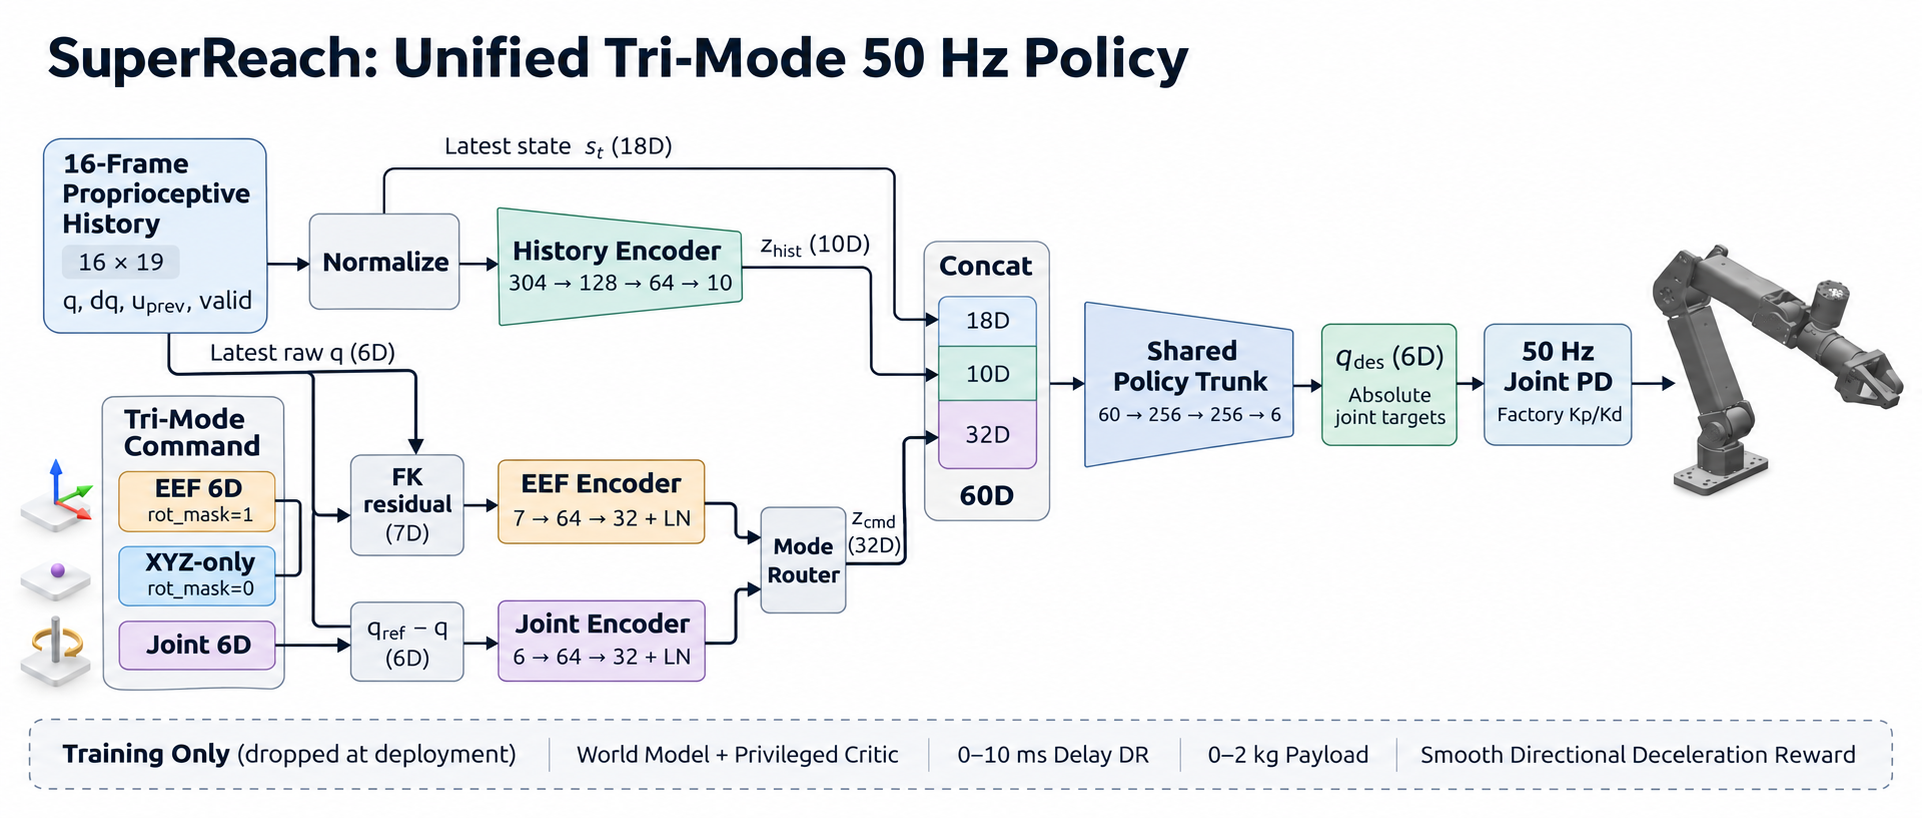 SuperReach: Unified Tri-Mode 50 Hz Policy
16-Frame
Proprioceptive
History
16 × 19
q, dq, u_prev, valid
Latest state s_t (18D)
Normalize
History Encoder
304 → 128 → 64 → 10
z_hist (10D)
Latest raw q (6D)
Tri-Mode
Command
EEF 6D
rot_mask=1
XYZ-only
rot_mask=0
Joint 6D
FK
residual
(7D)
q_ref − q
(6D)
EEF Encoder
7 → 64 → 32 + LN
Joint Encoder
6 → 64 → 32 + LN
Mode
Router
z_cmd
(32D)
Concat
18D
10D
32D
60D
Shared
Policy Trunk
60 → 256 → 256 → 6
q_des (6D)
Absolute
joint targets
50 Hz
Joint PD
Factory Kp/Kd
Training Only (dropped at deployment)
World Model + Privileged Critic
0–10 ms Delay DR
0–2 kg Payload
Smooth Directional Deceleration Reward